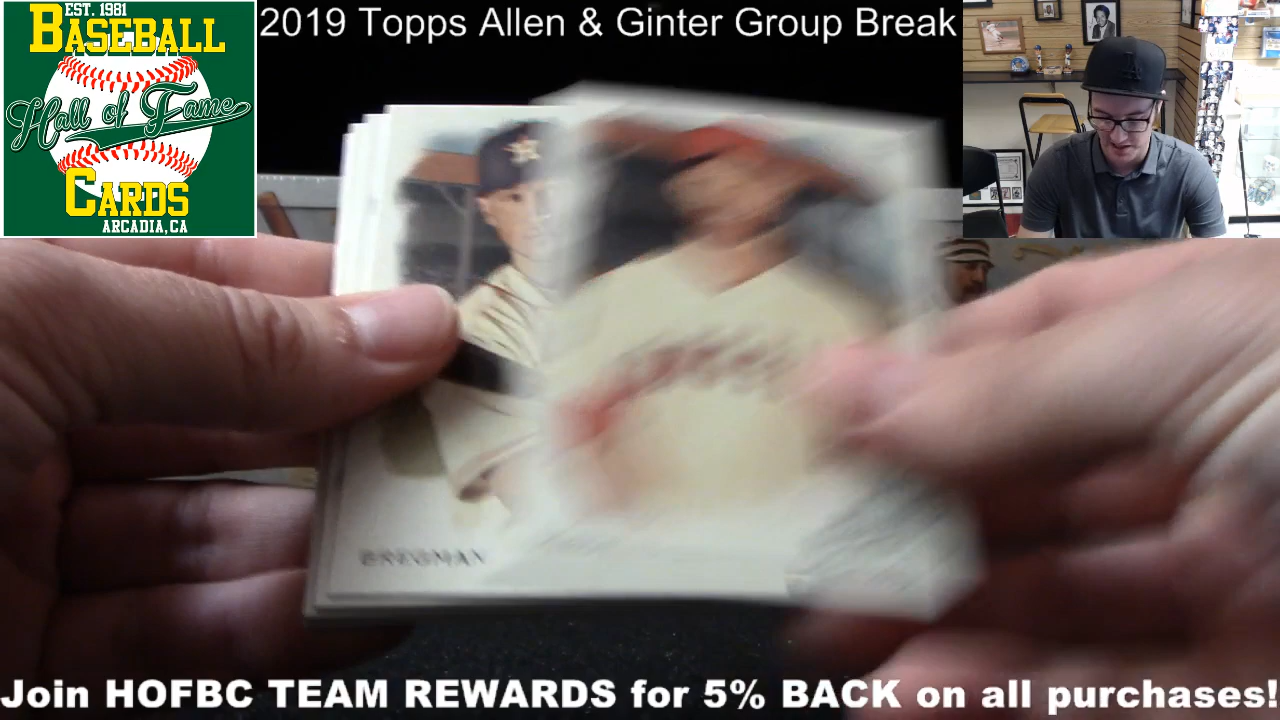 EST. 1981
BASEBALL
Hall of Fame
CARDS
ARCADIA, CA
2019 Topps Allen & Ginter Group Break
BREGMAN
Join HOFBC TEAM REWARDS for 5% BACK on all purchases!